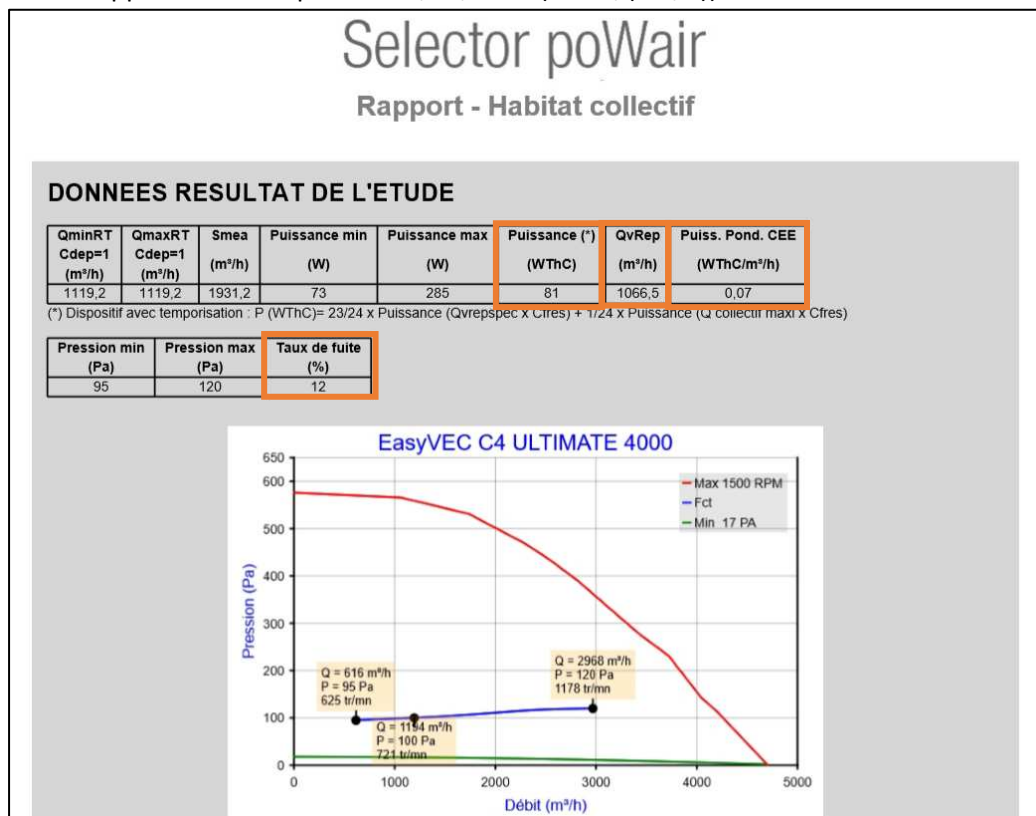 Selector poWair
Rapport - Habitat collectif
DONNEES RESULTAT DE L'ETUDE
QminRT Cdep=1 (m³/h) QmaxRT Cdep=1 (m³/h) Smea (m³/h) Puissance min (W) Puissance max (W) Puissance (*) (WThC) QvRep (m³/h) Puiss. Pond. CEE (WThC/m³/h)
1119,2 1119,2 1931,2 73 285 81 1066,5 0,07
(*) Dispositif avec temporisation : P (WThC)= 23/24 x Puissance (Qvrepspec x Cfres) + 1/24 x Puissance (Q collectif maxi x Cfres)
Pression min (Pa) Pression max (Pa) Taux de fuite (%)
95 120 12
EasyVEC C4 ULTIMATE 4000
Max 1500 RPM
Fct
Min 17 PA
Pression (Pa)
650
600
500
400
300
200
100
0
Q = 616 m³/h
P = 95 Pa
625 tr/mn
Q = 1194 m³/h
P = 100 Pa
721 tr/mn
Q = 2968 m³/h
P = 120 Pa
1178 tr/mn
0 1000 2000 3000 4000 5000
Débit (m³/h)